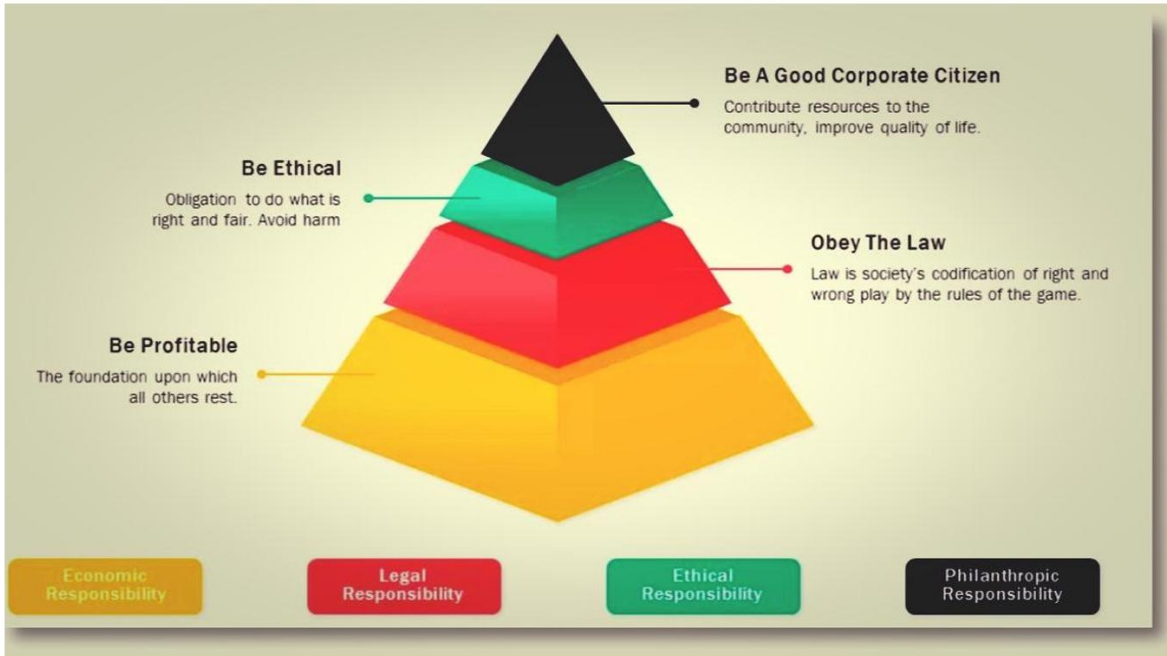 Be A Good Corporate Citizen
Contribute resources to the
community, improve quality of life.
Be Ethical
Obligation to do what is
right and fair. Avoid harm
Obey The Law
Law is society's codification of right and
wrong play by the rules of the game.
Be Profitable
The foundation upon which
all others rest.
Economic
Responsibility
Legal
Responsibility
Ethical
Responsibility
Philanthropic
Responsibility